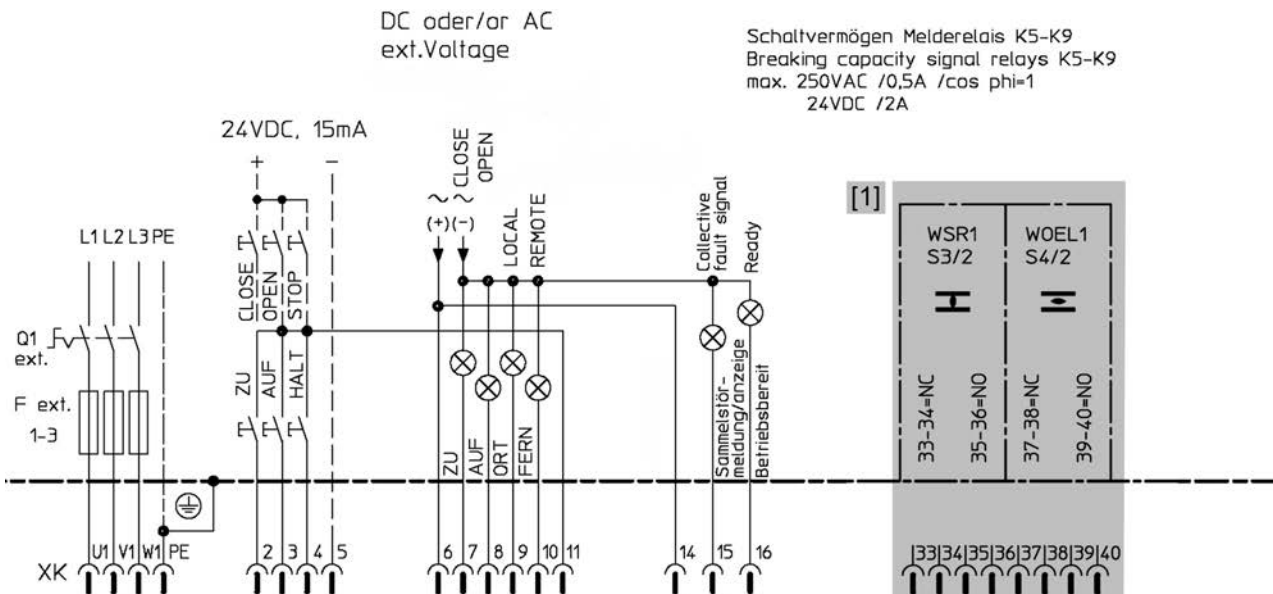 DC oder/or AC
ext.Voltage
Schaltvermögen Melderelais K5-K9
Breaking capacity signal relays K5-K9
max. 250VAC /0,5A /cos phi=1
24VDC /2A
24VDC, 15mA
+ −
L1 L2 L3 PE
CLOSE
OPEN
STOP
ZU
AUF
HALT
Q1
ext.
F ext.
1-3
~ ~
(+) (-)
CLOSE
OPEN
LOCAL
REMOTE
ZU
AUF
ORT
FERN
Collective
fault signal
Ready
Sammelstör-
meldung/anzeige
Betriebsbereit
[1]
WSR1
S3/2
WOEL1
S4/2
33-34=NC
35-36=NO
37-38=NC
39-40=NO
XK U1 V1 W1 PE 2 3 4 5 6 7 8 9 10 11 14 15 16 33 34 35 36 37 38 39 40